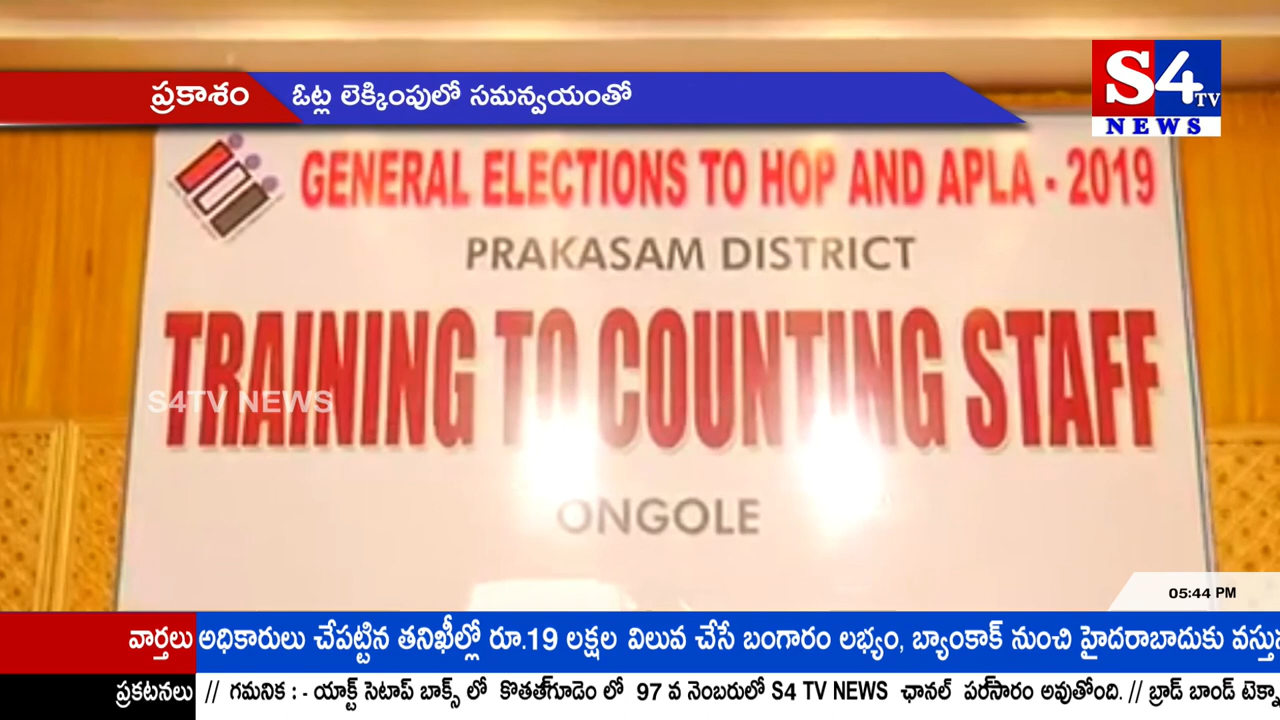 ప్రకాశం ఓట్ల లెక్కింపులో సమన్వయంతో
S4 TV
NEWS
GENERAL ELECTIONS TO HOP AND APLA - 2019
PRAKASAM DISTRICT
TRAINING TO COUNTING STAFF
S4TV NEWS
ONGOLE
05:44 PM
వార్తలు అధికారులు చేపట్టిన తనిఖీల్లో రూ.19 లక్షల విలువ చేసే బంగారం లభ్యం, బ్యాంకాక్ నుంచి హైదరాబాదుకు
ప్రకటనలు // గమనిక : - యాక్ట్ సెటాప్ బాక్స్ లో కొత్తగూడెం లో 97 వ నెంబరులో S4 TV NEWS ఛానల్ పర్సారం అవుతోంది. // బ్రాడ్ బాండ్